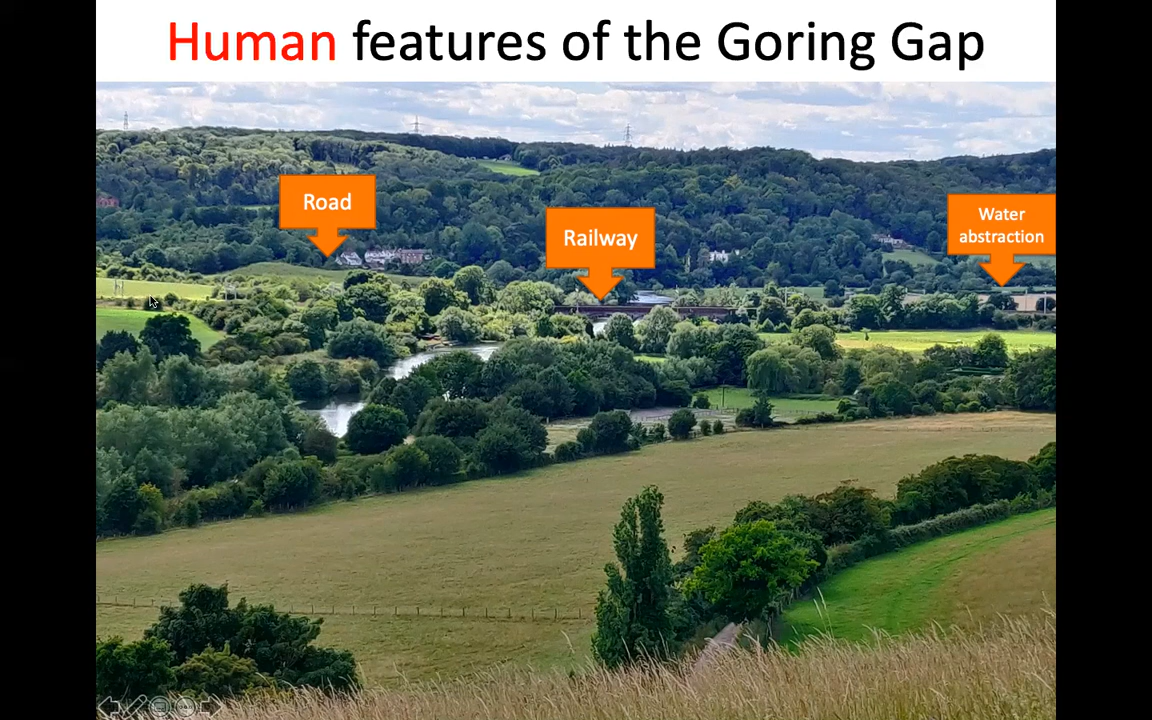 Human features of the Goring Gap
Road
Railway
Water
abstraction